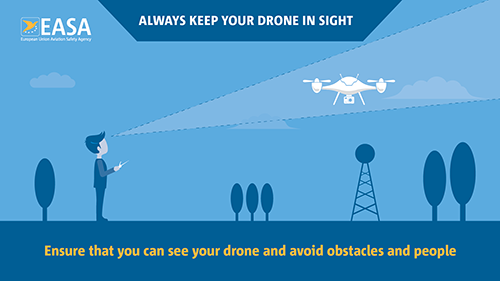 EASA
European Union Aviation Safety Agency
ALWAYS KEEP YOUR DRONE IN SIGHT
Ensure that you can see your drone and avoid obstacles and people